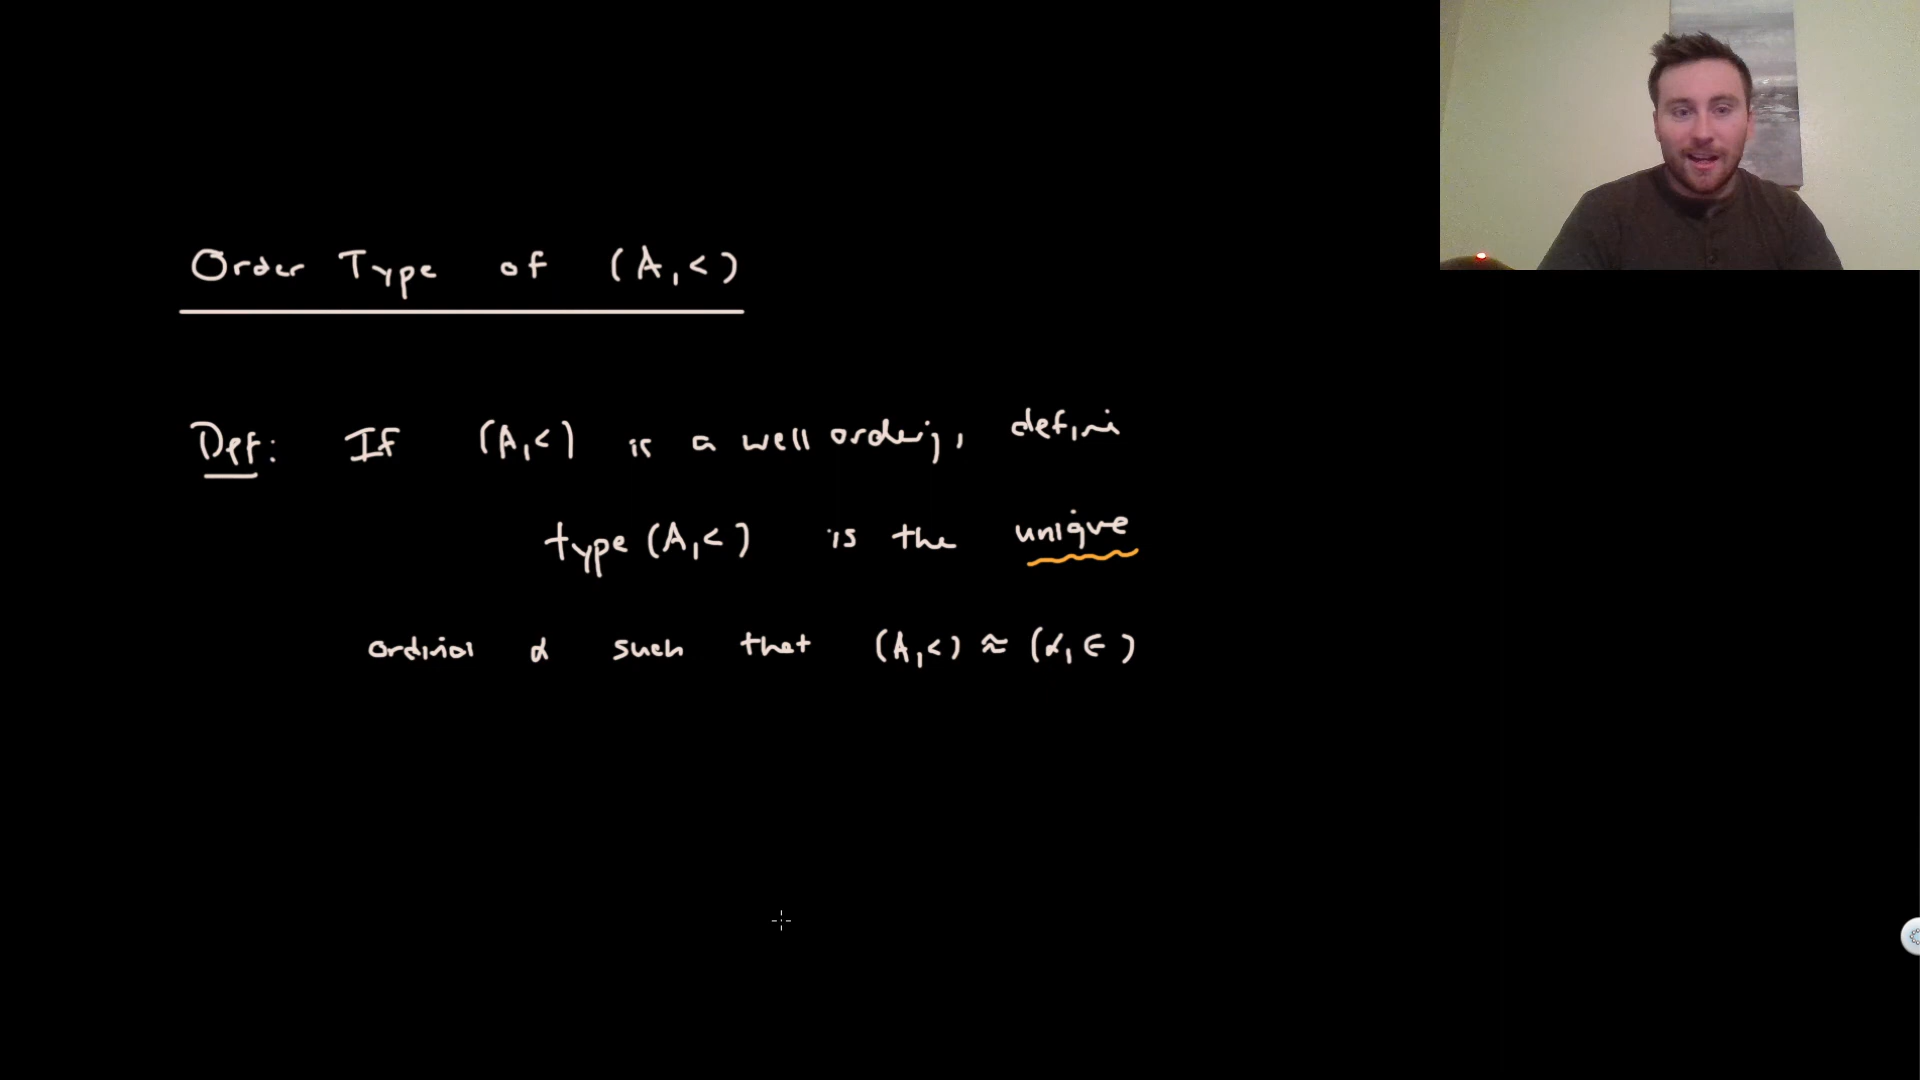 Order Type of (A,<)
Def: If (A,<) is a well ordering, define
type (A,<) is the unique
ordinal α such that (A,<) ≈ (α,∈)